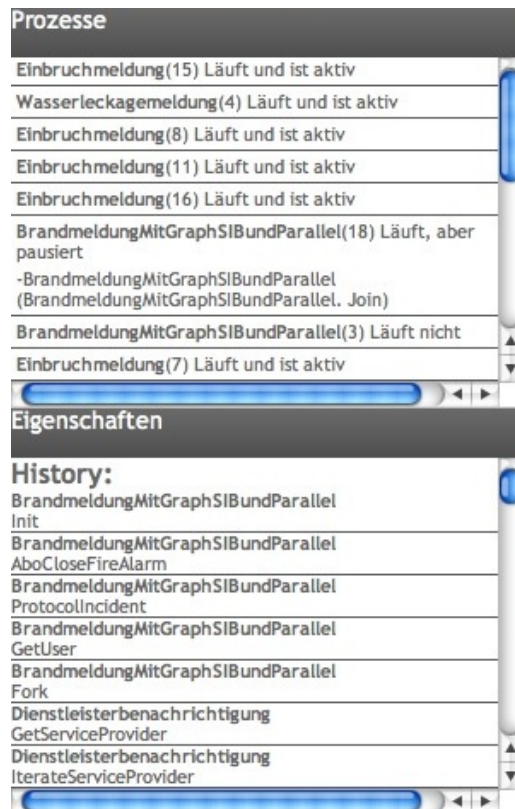 Prozesse
Einbruchmeldung(15) Läuft und ist aktiv
Wasserleckagemeldung(4) Läuft und ist aktiv
Einbruchmeldung(8) Läuft und ist aktiv
Einbruchmeldung(11) Läuft und ist aktiv
Einbruchmeldung(16) Läuft und ist aktiv
BrandmeldungMitGraphSIBundParallel(18) Läuft, aber
pausiert
-BrandmeldungMitGraphSIBundParallel
(BrandmeldungMitGraphSIBundParallel. Join)
BrandmeldungMitGraphSIBundParallel(3) Läuft nicht
Einbruchmeldung(7) Läuft und ist aktiv
Eigenschaften
History:
BrandmeldungMitGraphSIBundParallel
Init
BrandmeldungMitGraphSIBundParallel
AboCloseFireAlarm
BrandmeldungMitGraphSIBundParallel
ProtocolIncident
BrandmeldungMitGraphSIBundParallel
GetUser
BrandmeldungMitGraphSIBundParallel
Fork
Dienstleisterbenachrichtigung
GetServiceProvider
Dienstleisterbenachrichtigung
IterateServiceProvider